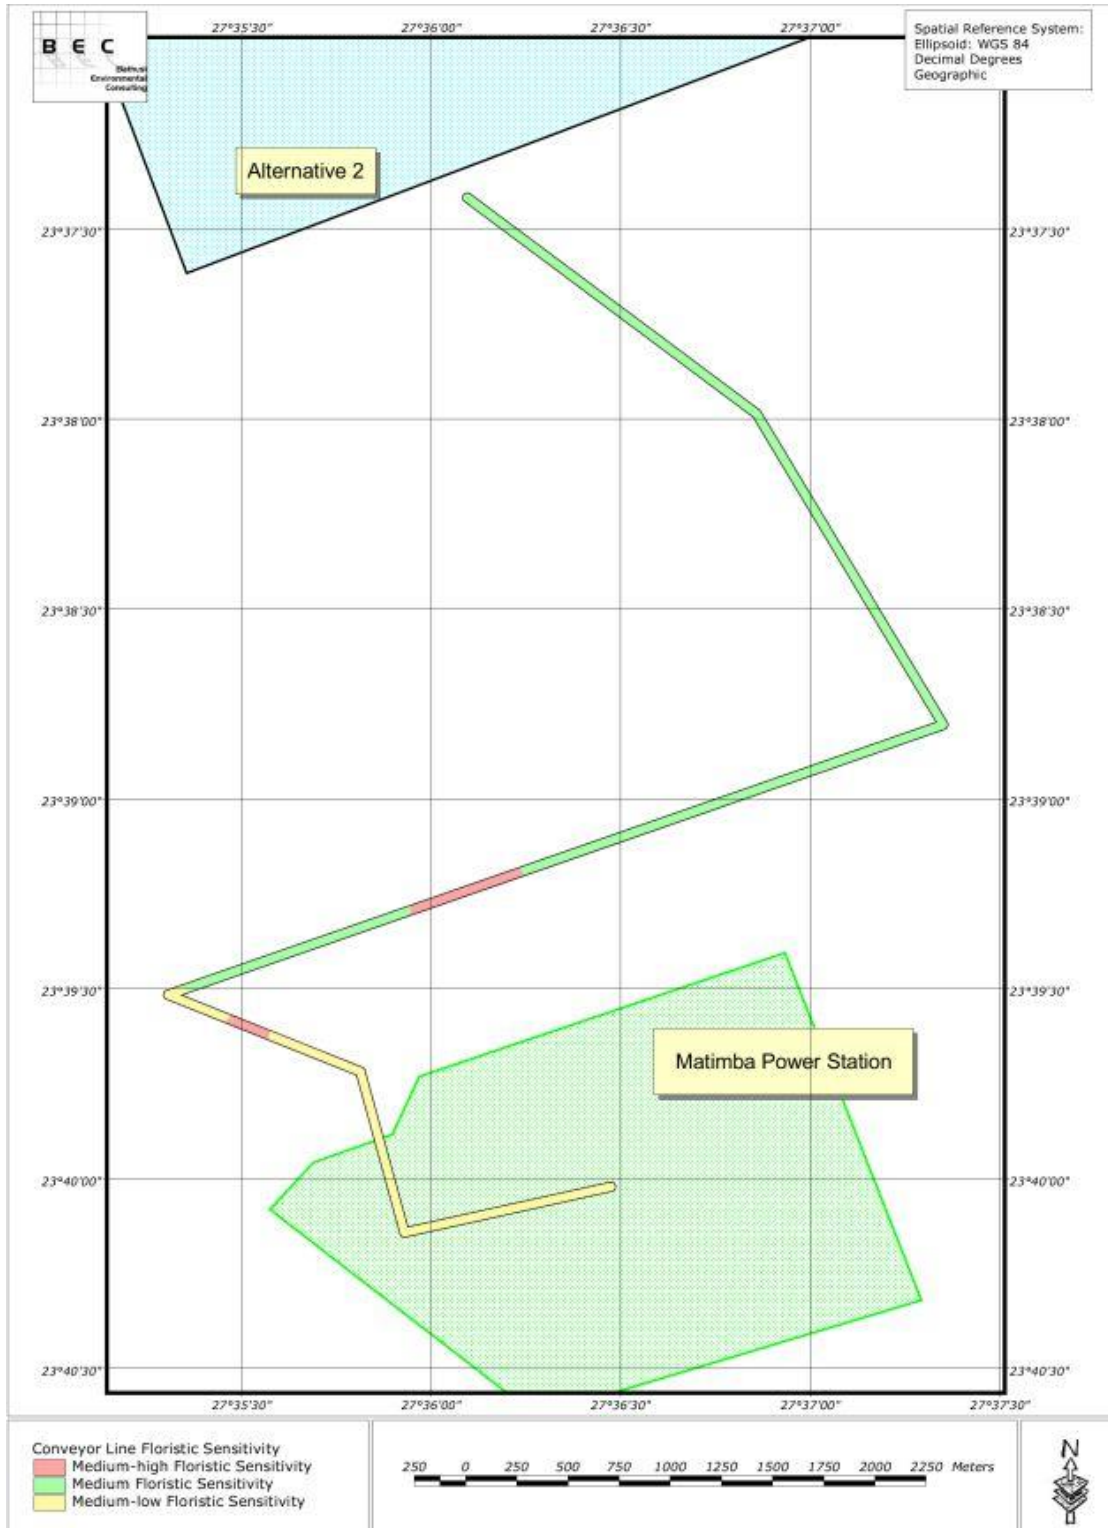 27°35'30" 27°36'00" 27°36'30" 27°37'00"
B E C
Bathusi
Environmental
Consulting
Spatial Reference System:
Ellipsoid: WGS 84
Decimal Degrees
Geographic
Alternative 2
23°37'30" 23°37'30"
23°38'00" 23°38'00"
23°38'30" 23°38'30"
23°39'00" 23°39'00"
23°39'30" 23°39'30"
Matimba Power Station
23°40'00" 23°40'00"
23°40'30" 23°40'30"
27°35'30" 27°36'00" 27°36'30" 27°37'00" 27°37'30"
Conveyor Line Floristic Sensitivity
Medium-high Floristic Sensitivity
Medium Floristic Sensitivity
Medium-low Floristic Sensitivity
250 0 250 500 750 1000 1250 1500 1750 2000 2250 Meters
N